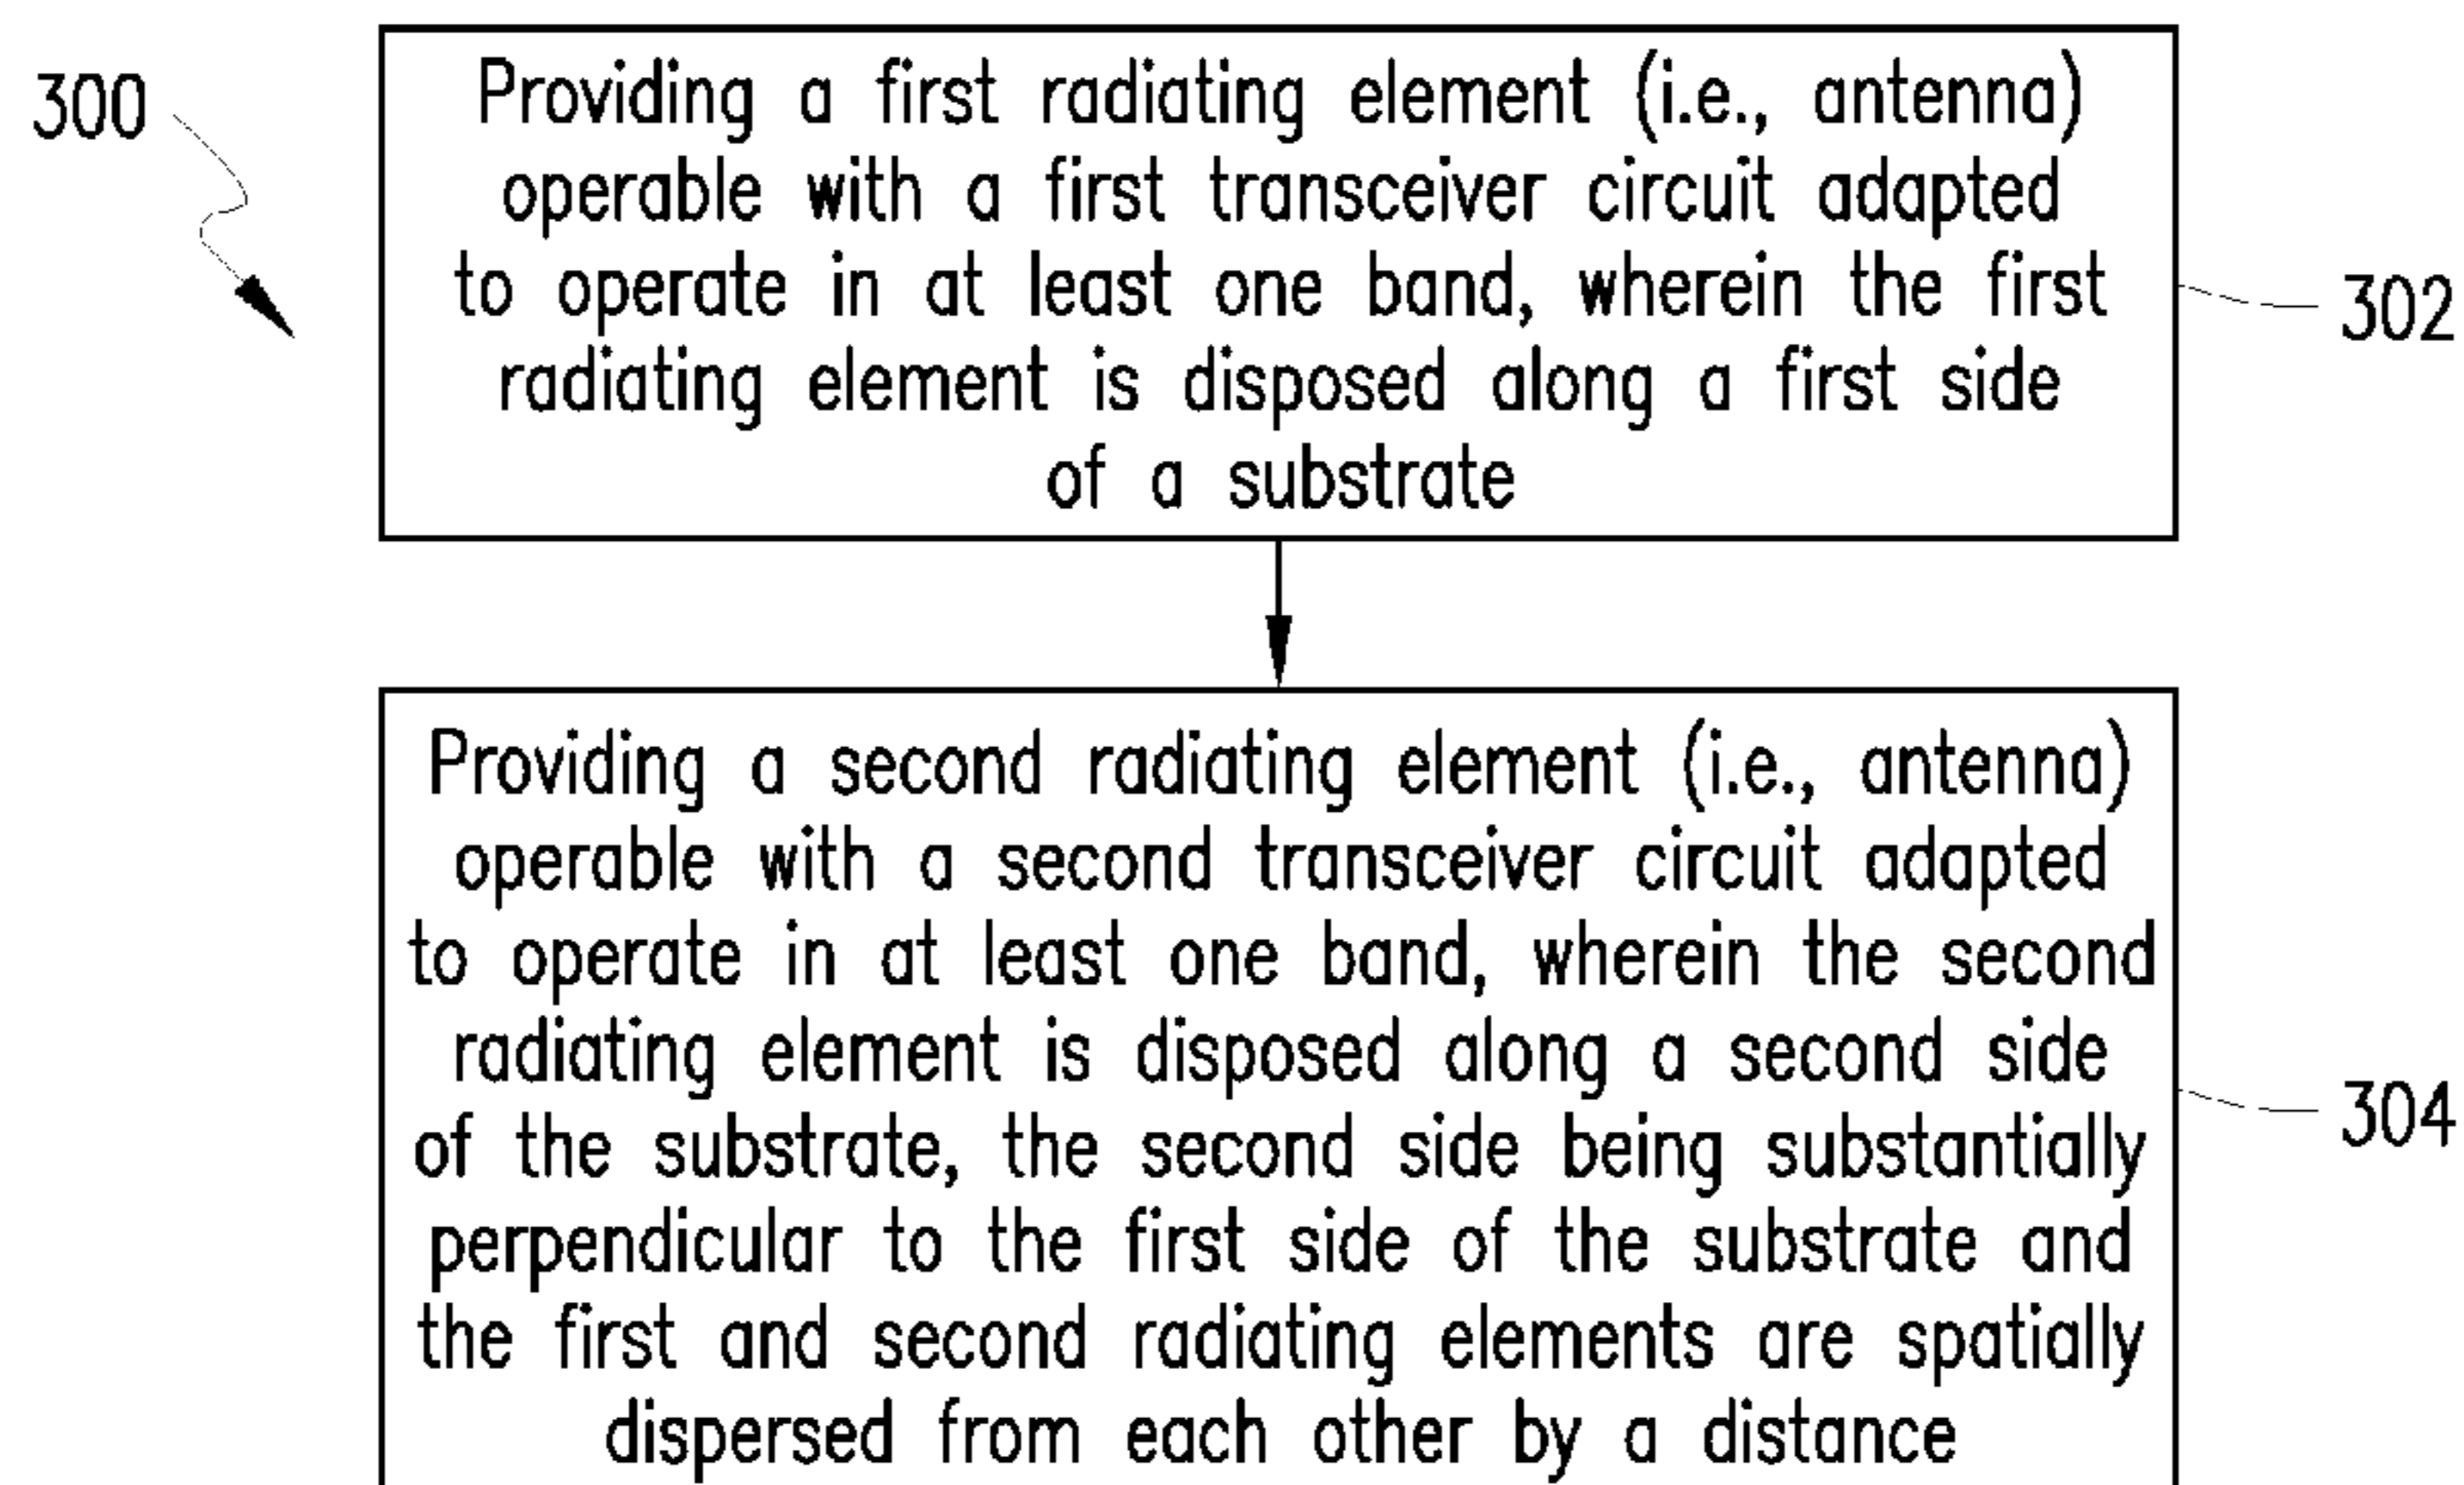 300
Providing a first radiating element (i.e., antenna)
operable with a first transceiver circuit adapted
to operate in at least one band, wherein the first
radiating element is disposed along a first side
of a substrate
302
Providing a second radiating element (i.e., antenna)
operable with a second transceiver circuit adapted
to operate in at least one band, wherein the second
radiating element is disposed along a second side
of the substrate, the second side being substantially
perpendicular to the first side of the substrate and
the first and second radiating elements are spatially
dispersed from each other by a distance
304